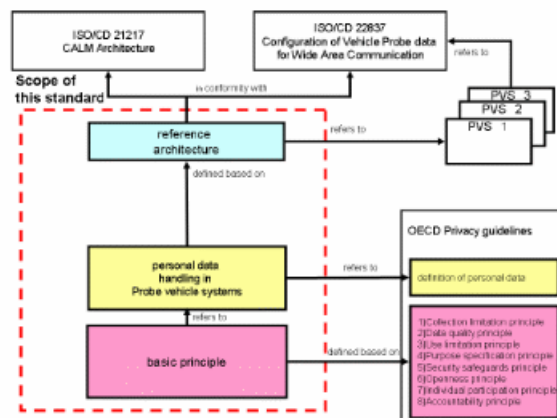 ISO/CD 21217
CALM Architecture
ISO/CD 22837
Configuration of Vehicle Probe data
for Wide Area Communication
refers to
Scope of
this standard
in conformity with
PVS 3
PVS 2
PVS 1
reference
architecture
refers to
defined based on
OECD Privacy guidelines
personal data
handling in
Probe vehicle systems
refers to
definition of personal data
refers to
basic principle
defined based on
1)Collection limitation principle
2)Data quality principle
3)Use limitation principle
4)Purpose specification principle
5)Security safeguards principle
6)Openness principle
7)Individual participation principle
8)Accountability principle